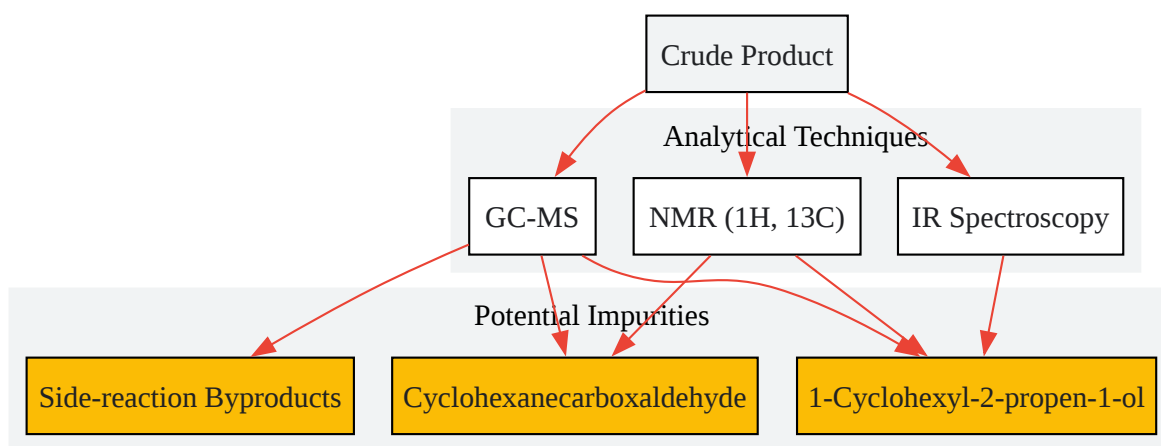 Crude Product
Analytical Techniques
GC-MS
NMR (1H, 13C)
IR Spectroscopy
Potential Impurities
Side-reaction Byproducts
Cyclohexanecarboxaldehyde
1-Cyclohexyl-2-propen-1-ol